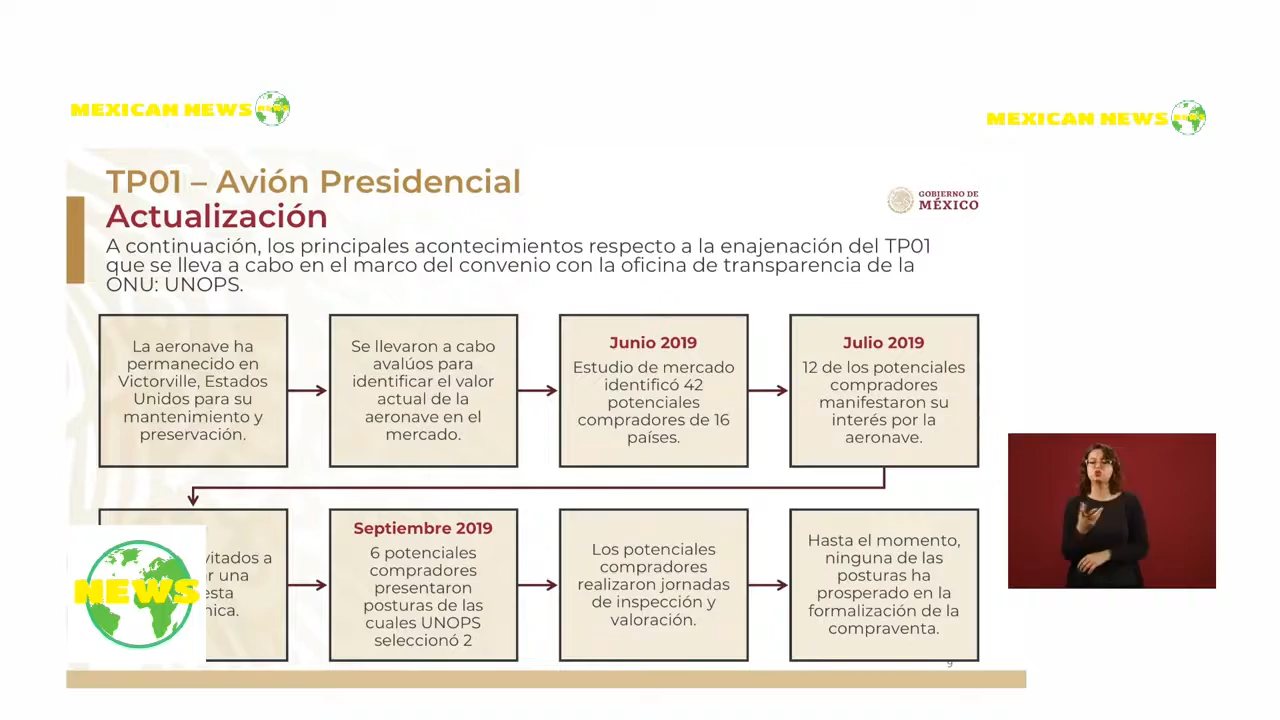 MEXICAN NEWS
MEXICAN NEWS
TP01 – Avión Presidencial
Actualización
GOBIERNO DE
MÉXICO
A continuación, los principales acontecimientos respecto a la enajenación del TP01
que se lleva a cabo en el marco del convenio con la oficina de transparencia de la
ONU: UNOPS.
La aeronave ha
permanecido en
Victorville, Estados
Unidos para su
mantenimiento y
preservación.
Se llevaron a cabo
avalúos para
identificar el valor
actual de la
aeronave en el
mercado.
Junio 2019
Estudio de mercado
identificó 42
potenciales
compradores de 16
países.
Julio 2019
12 de los potenciales
compradores
manifestaron su
interés por la
aeronave.
a
una
NEWS
Septiembre 2019
6 potenciales
compradores
presentaron
posturas de las
cuales UNOPS
seleccionó 2
Los potenciales
compradores
realizaron jornadas
de inspección y
valoración.
Hasta el momento,
ninguna de las
posturas ha
prosperado en la
formalización de la
compraventa.
9